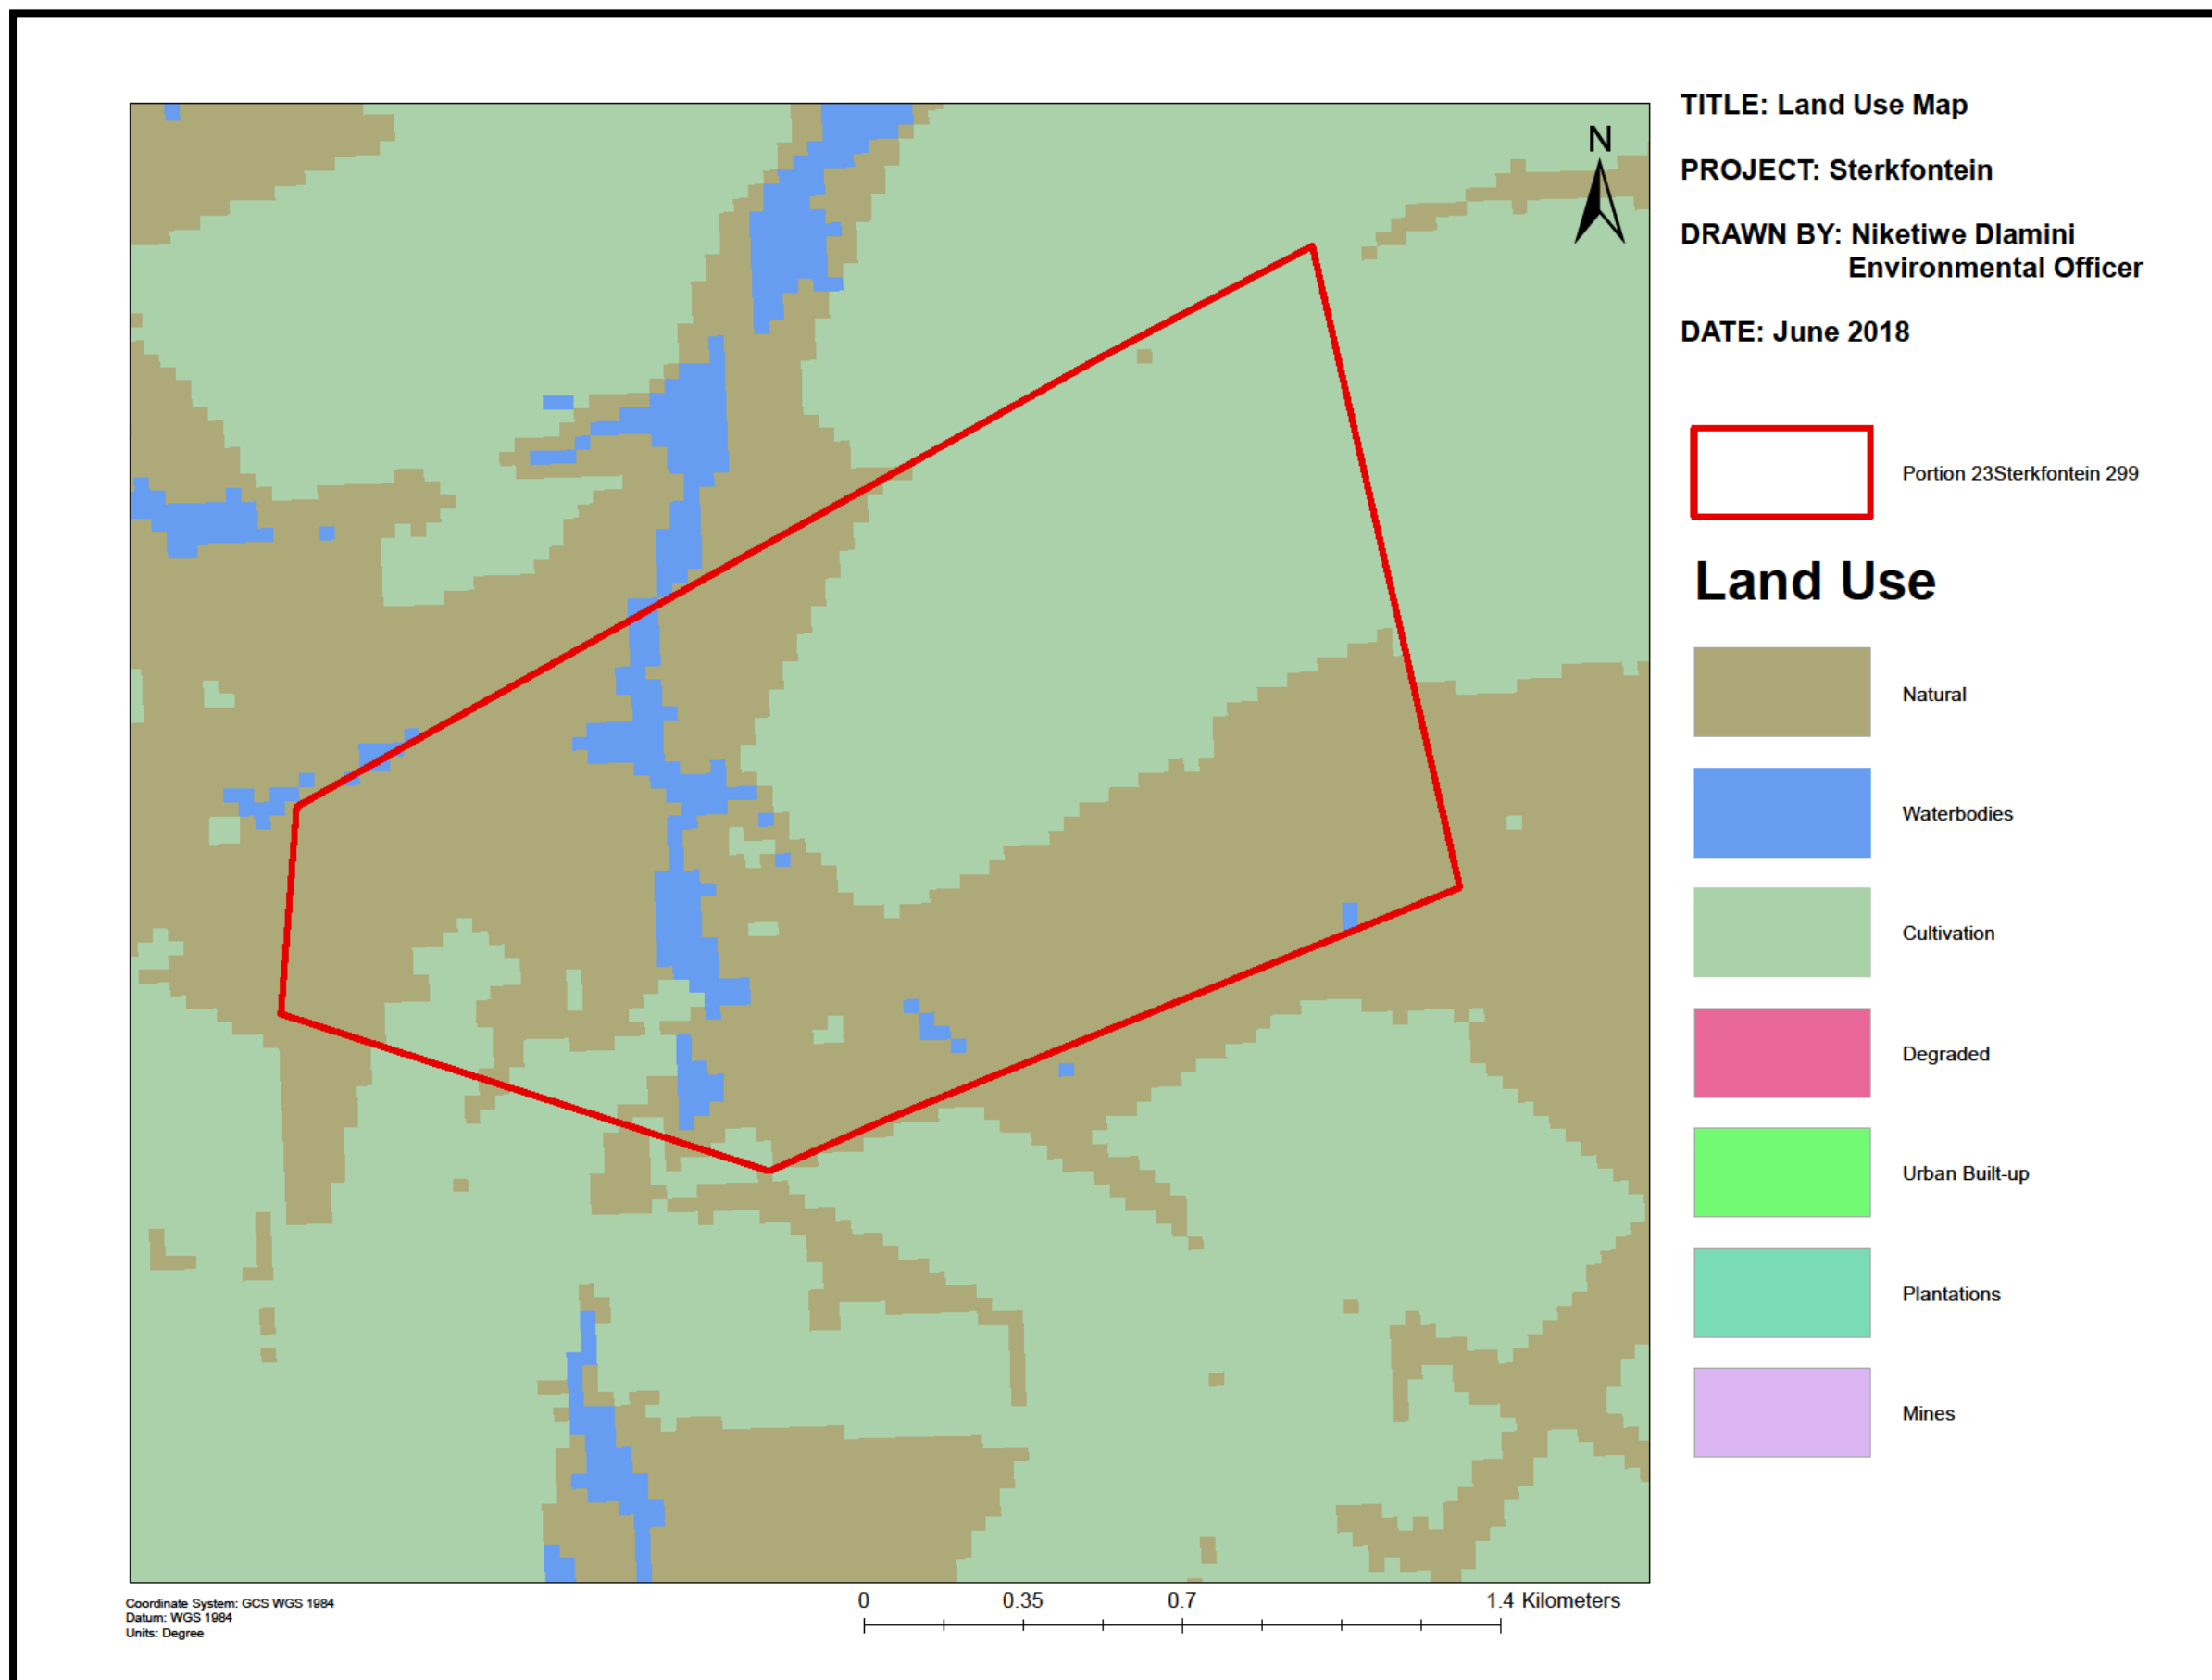 TITLE: Land Use Map
PROJECT: Sterkfontein
DRAWN BY: Niketiwe Dlamini
Environmental Officer
DATE: June 2018
N
Portion 23Sterkfontein 299
Land Use
Natural
Waterbodies
Cultivation
Degraded
Urban Built-up
Plantations
Mines
0 0.35 0.7 1.4 Kilometers
Coordinate System: GCS WGS 1984
Datum: WGS 1984
Units: Degree